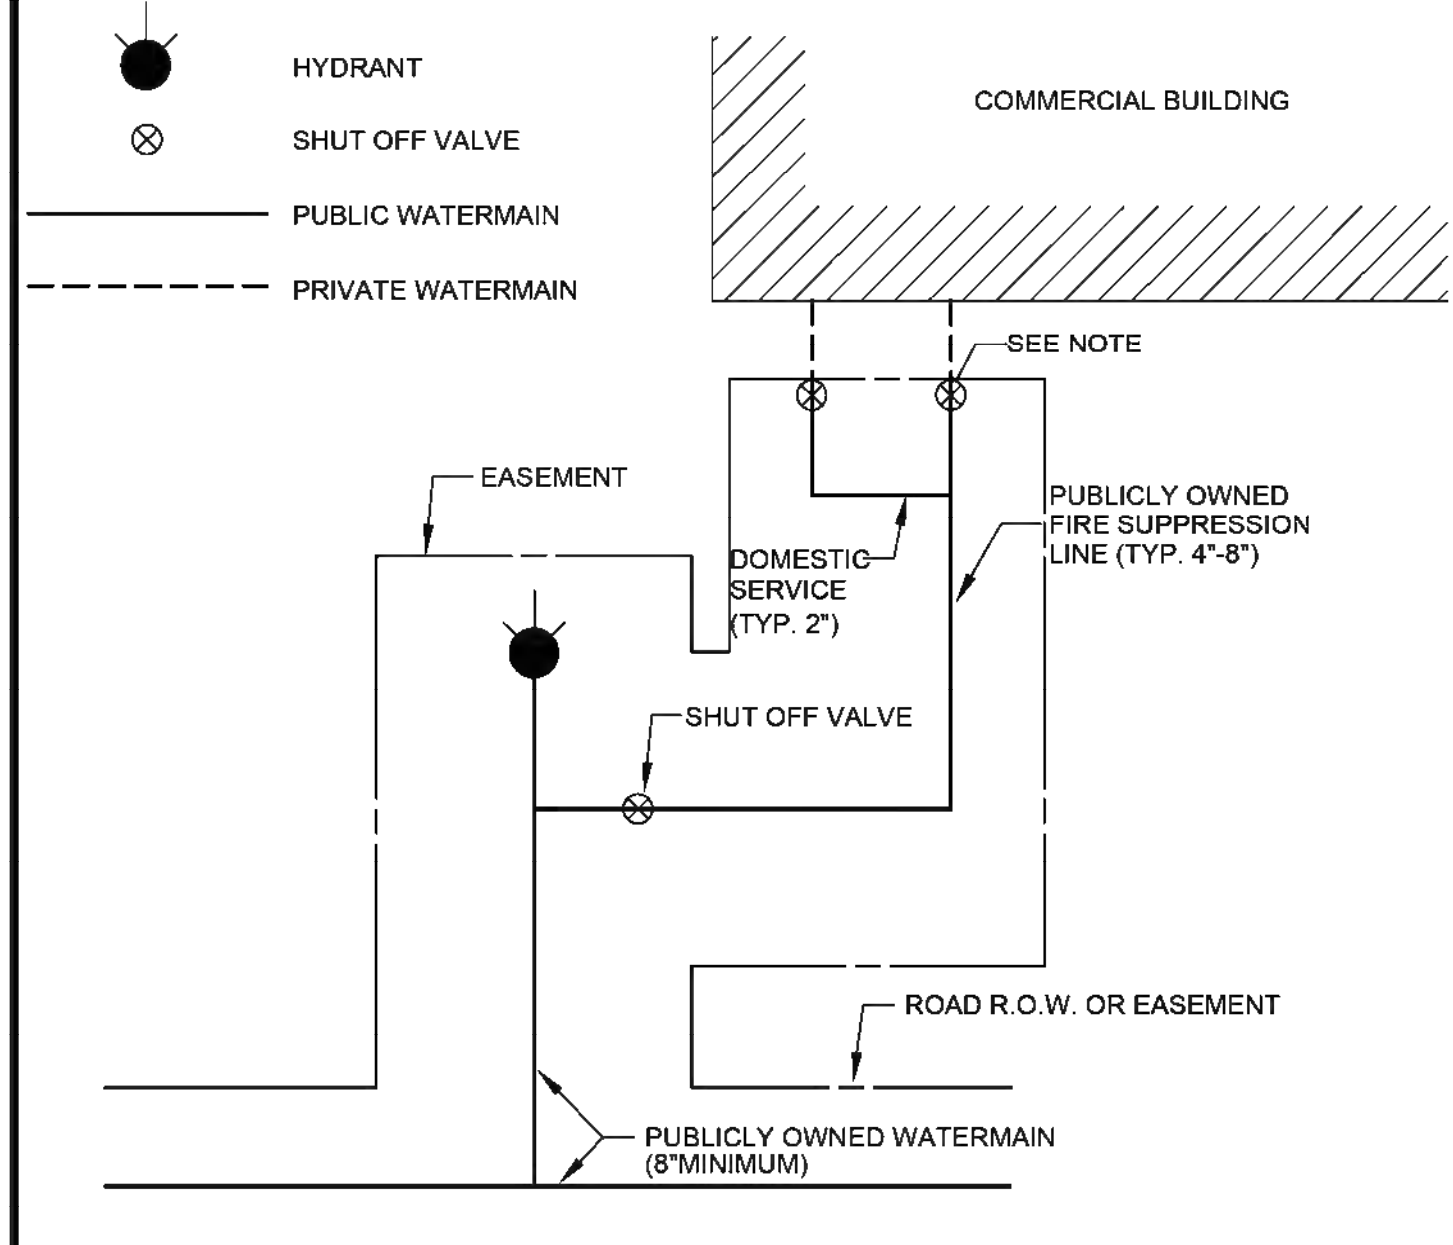 HYDRANT
SHUT OFF VALVE
PUBLIC WATERMAIN
PRIVATE WATERMAIN
COMMERCIAL BUILDING
SEE NOTE
EASEMENT
PUBLICLY OWNED
FIRE SUPPRESSION
LINE (TYP. 4"-8")
DOMESTIC
SERVICE
(TYP. 2")
SHUT OFF VALVE
ROAD R.O.W. OR EASEMENT
PUBLICLY OWNED WATERMAIN
(8"MINIMUM)